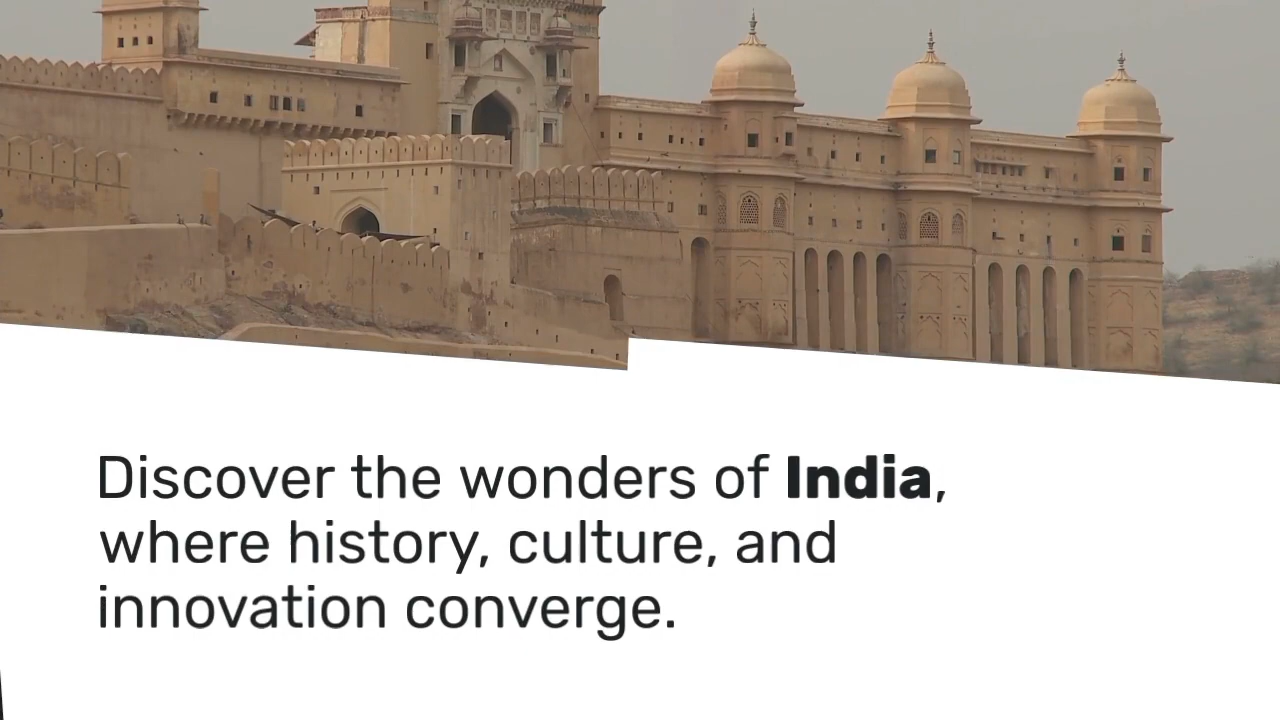 Discover the wonders of India,
where history, culture, and
innovation converge.